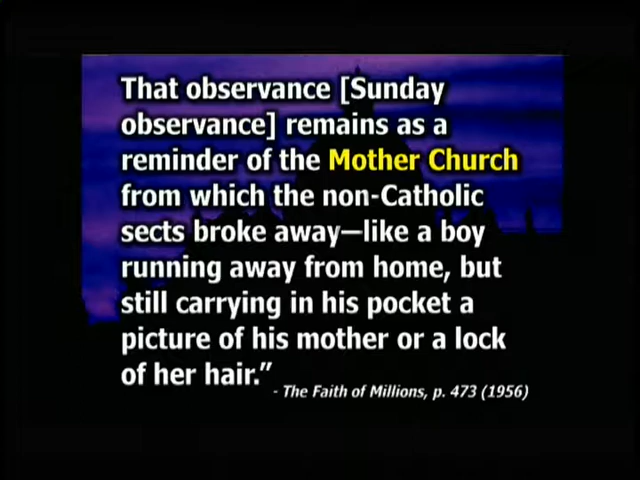 That observance [Sunday
observance] remains as a
reminder of the Mother Church
from which the non-Catholic
sects broke away—like a boy
running away from home, but
still carrying in his pocket a
picture of his mother or a lock
of her hair.”
- The Faith of Millions, p. 473 (1956)